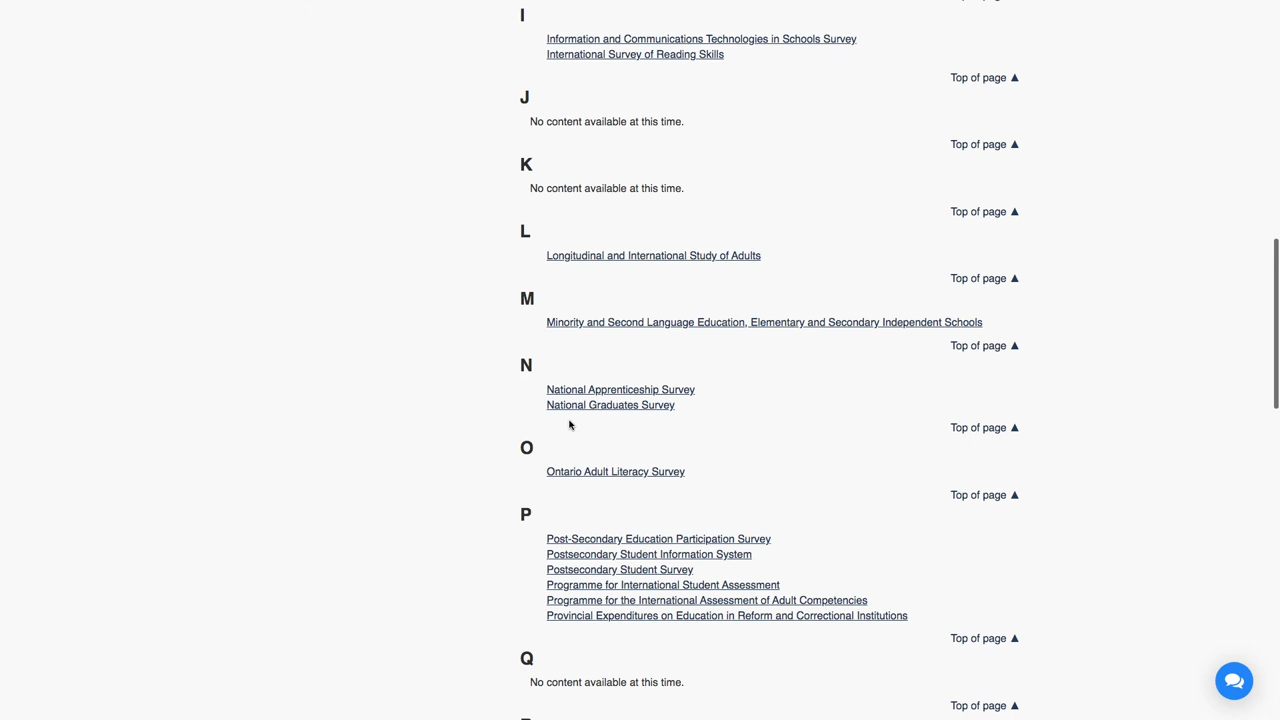 I
Information and Communications Technologies in Schools Survey
International Survey of Reading Skills
Top of page ▲
J
No content available at this time.
Top of page ▲
K
No content available at this time.
Top of page ▲
L
Longitudinal and International Study of Adults
Top of page ▲
M
Minority and Second Language Education, Elementary and Secondary Independent Schools
Top of page ▲
N
National Apprenticeship Survey
National Graduates Survey
Top of page ▲
O
Ontario Adult Literacy Survey
Top of page ▲
P
Post-Secondary Education Participation Survey
Postsecondary Student Information System
Postsecondary Student Survey
Programme for International Student Assessment
Programme for the International Assessment of Adult Competencies
Provincial Expenditures on Education in Reform and Correctional Institutions
Top of page ▲
Q
No content available at this time.
Top of page ▲